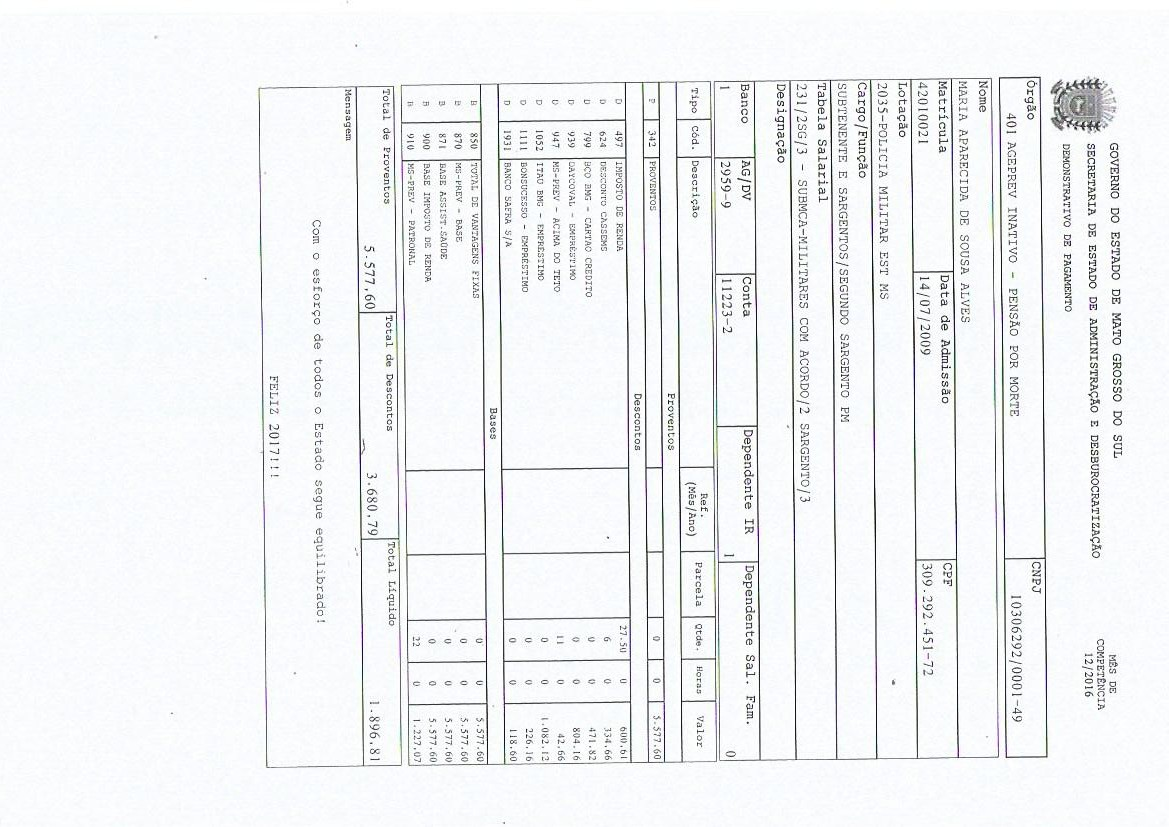 GOVERNO DO ESTADO DE MATO GROSSO DO SUL
SECRETARIA DE ESTADO DE ADMINISTRAÇÃO E DESBUROCRATIZAÇÃO
DEMONSTRATIVO DE PAGAMENTO
MÊS DE
COMPETÊNCIA
12/2016
Órgão CNPJ
401 AGEPREV INATIVO - PENSÃO POR MORTE 10306292/0001-49
Nome
MARIA APARECIDA DE SOUSA ALVES
Matrícula Data de Admissão CPF
42010021 14/07/2009 309.292.451-72
Lotação
2035-POLICIA MILITAR EST MS
Cargo/Função
SUBTENENTE E SARGENTOS/SEGUNDO SARGENTO PM
Tabela Salarial
231/2SG/3 - SUBMCA-MILITARES COM ACORDO/2 SARGENTO/3
Designação
Banco AG/DV Conta Dependente IR Dependente Sal. Fam.
1 2959-9 11223-2 1 0
Tipo Cód. Descrição Ref. (Mês/Ano) Parcela Qtde. Horas Valor
Proventos
P 342 PROVENTOS 0 0 5.577.60
Descontos
D 497 IMPOSTO DE RENDA 27.50 0 600.61
D 624 DESCONTO CASSEMS 6 0 334.66
D 799 BCO BMG - CARTAO CREDITO 0 0 471.82
D 939 DAYCOVAL - EMPRÉSTIMO 0 0 804.16
D 947 MS-PREV - ACIMA DO TETO 11 0 42.66
D 1052 ITAU BMG - EMPRESTIMO 0 0 1.082.12
D 1111 BONSUCESSO - EMPRÉSTIMO 0 0 226.16
D 1931 BANCO SAFRA S/A 0 0 118.60
Bases
B 850 TOTAL DE VANTAGENS FIXAS 0 0 5.577.60
B 870 MS-PREV - BASE 0 0 5.577.60
B 871 BASE ASSIST.SAÚDE 0 0 5.577.60
B 900 BASE IMPOSTO DE RENDA 0 0 5.577.60
B 910 MS-PREV - PATRONAL 22 0 1.227.07
Total de Proventos Total de Descontos Total Líquido
5.577,60 3.680,79 1.896,81
Mensagem
Com o esforço de todos o Estado segue equilibrado!
FELIZ 2017!!!